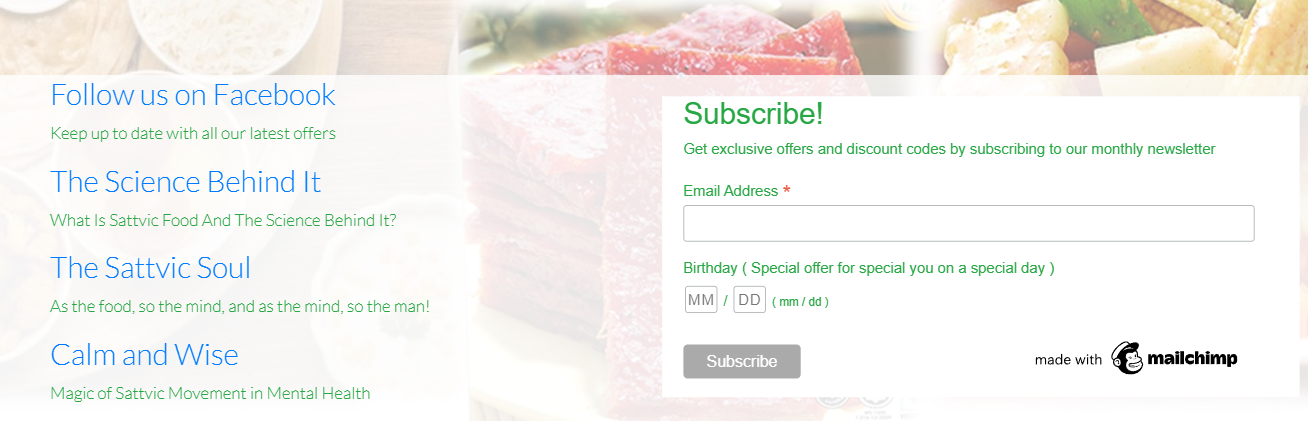 Follow us on Facebook
Keep up to date with all our latest offers
The Science Behind It
What Is Sattvic Food And The Science Behind It?
The Sattvic Soul
As the food, so the mind, and as the mind, so the man!
Calm and Wise
Magic of Sattvic Movement in Mental Health
Subscribe!
Get exclusive offers and discount codes by subscribing to our monthly newsletter
Email Address *
Birthday ( Special offer for special you on a special day )
MM / DD ( mm / dd )
Subscribe
made with mailchimp